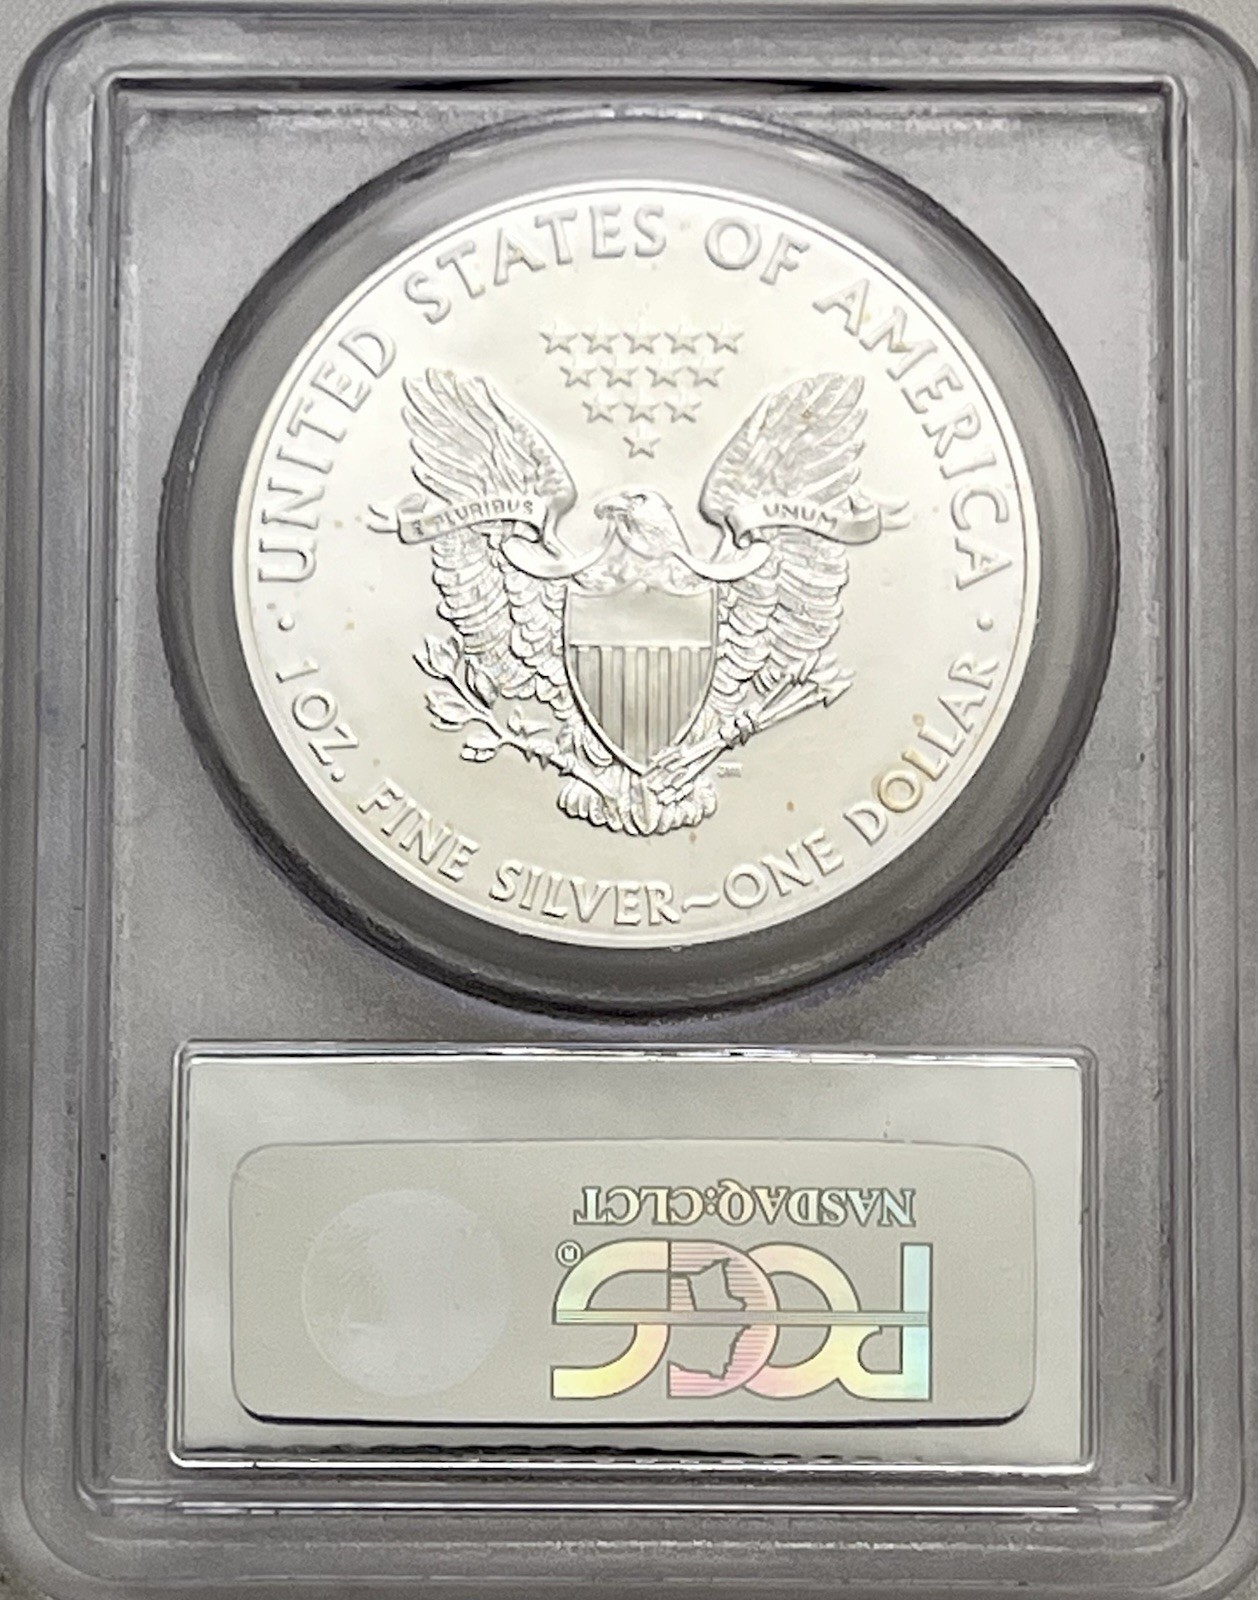 UNITED STATES OF AMERICA
E PLURIBUS UNUM
1 OZ. FINE SILVER~ONE DOLLAR
NASDAQ:CLCT
PCGS